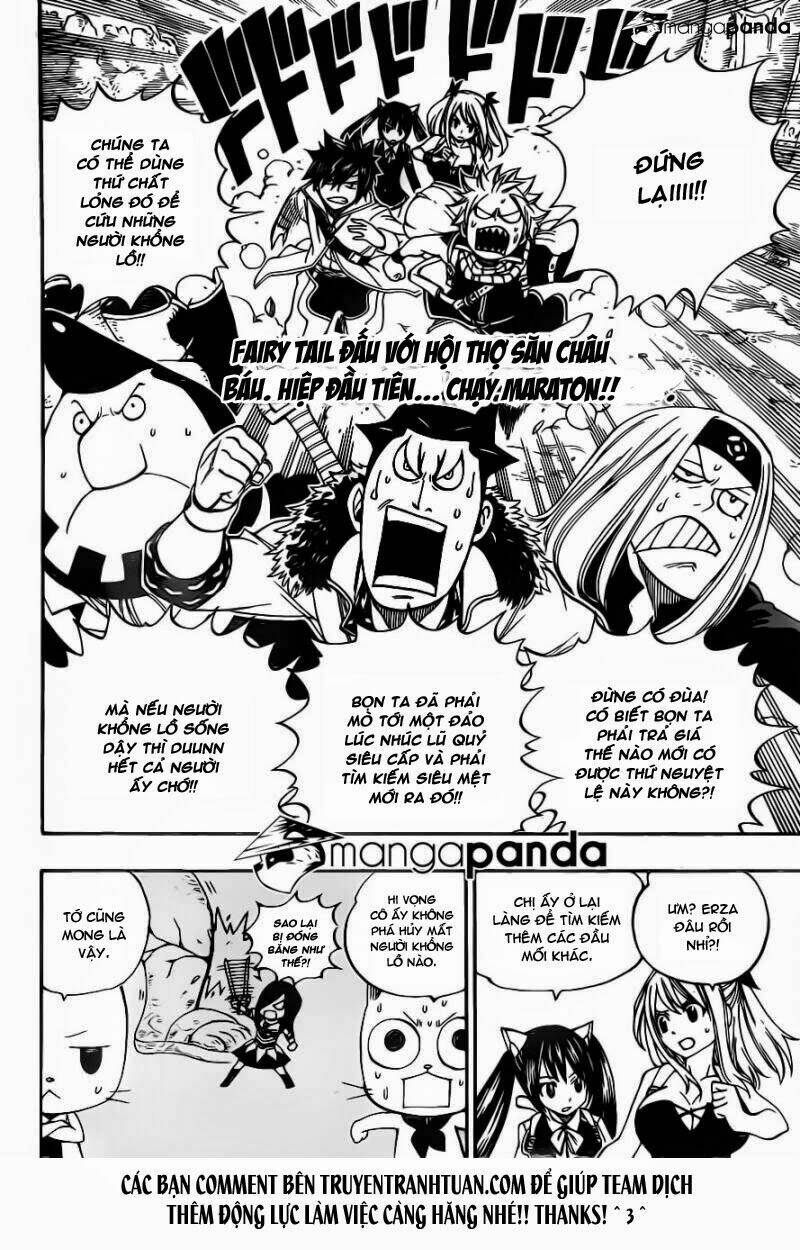 mangapanda
ドドドドドド
CHÚNG TA
CÓ THỂ DÙNG
THỨ CHẤT
LỎNG ĐÓ ĐỂ
CỨU NHỮNG
NGƯỜI KHỔNG
LỒ!!
ĐỨNG
LẠIIII!!
FAIRY TAIL ĐẤU VỚI HỘI THỢ SĂN CHÂU
BÁU. HIỆP ĐẦU TIÊN... CHẠY MARATON!!
MÀ NẾU NGƯỜI
KHỔNG LỒ SỐNG
DẬY THÌ DUUNN
HẾT CẢ NGƯỜI
ẤY CHỚ!!
BỌN TA ĐÃ PHẢI
MÒ TỚI MỘT ĐẢO
LÚC NHÚC LŨ QUỶ
SIÊU CẤP VÀ PHẢI
TÌM KIẾM SIÊU MỆT
MỚI RA ĐÓ!!
ĐỪNG CÓ ĐÙA!
CÓ BIẾT BỌN TA
PHẢI TRẢ GIÁ
THẾ NÀO MỚI CÓ
ĐƯỢC THỨ NGUYỆT
LỆ NÀY KHÔNG?!
mangapanda
TỚ CŨNG
MONG LÀ
VẬY.
SAO LẠI
BỊ ĐÓNG
BĂNG NHƯ
THẾ?!
HI VỌNG
CÔ ẤY KHÔNG
PHÁ HỦY MẤT
NGƯỜI KHỔNG
LỒ NÀO.
CHỊ ẤY Ở LẠI
LÀNG ĐỂ TÌM KIẾM
THÊM CÁC ĐẦU
MỐI KHÁC.
ƯM? ERZA
ĐÂU RỒI
NHỈ?!
CÁC BẠN COMMENT BÊN TRUYENTRANHTUAN.COM ĐỂ GIÚP TEAM DỊCH
THÊM ĐỘNG LỰC LÀM VIỆC CÀNG HĂNG NHÉ!! THANKS! ^3^